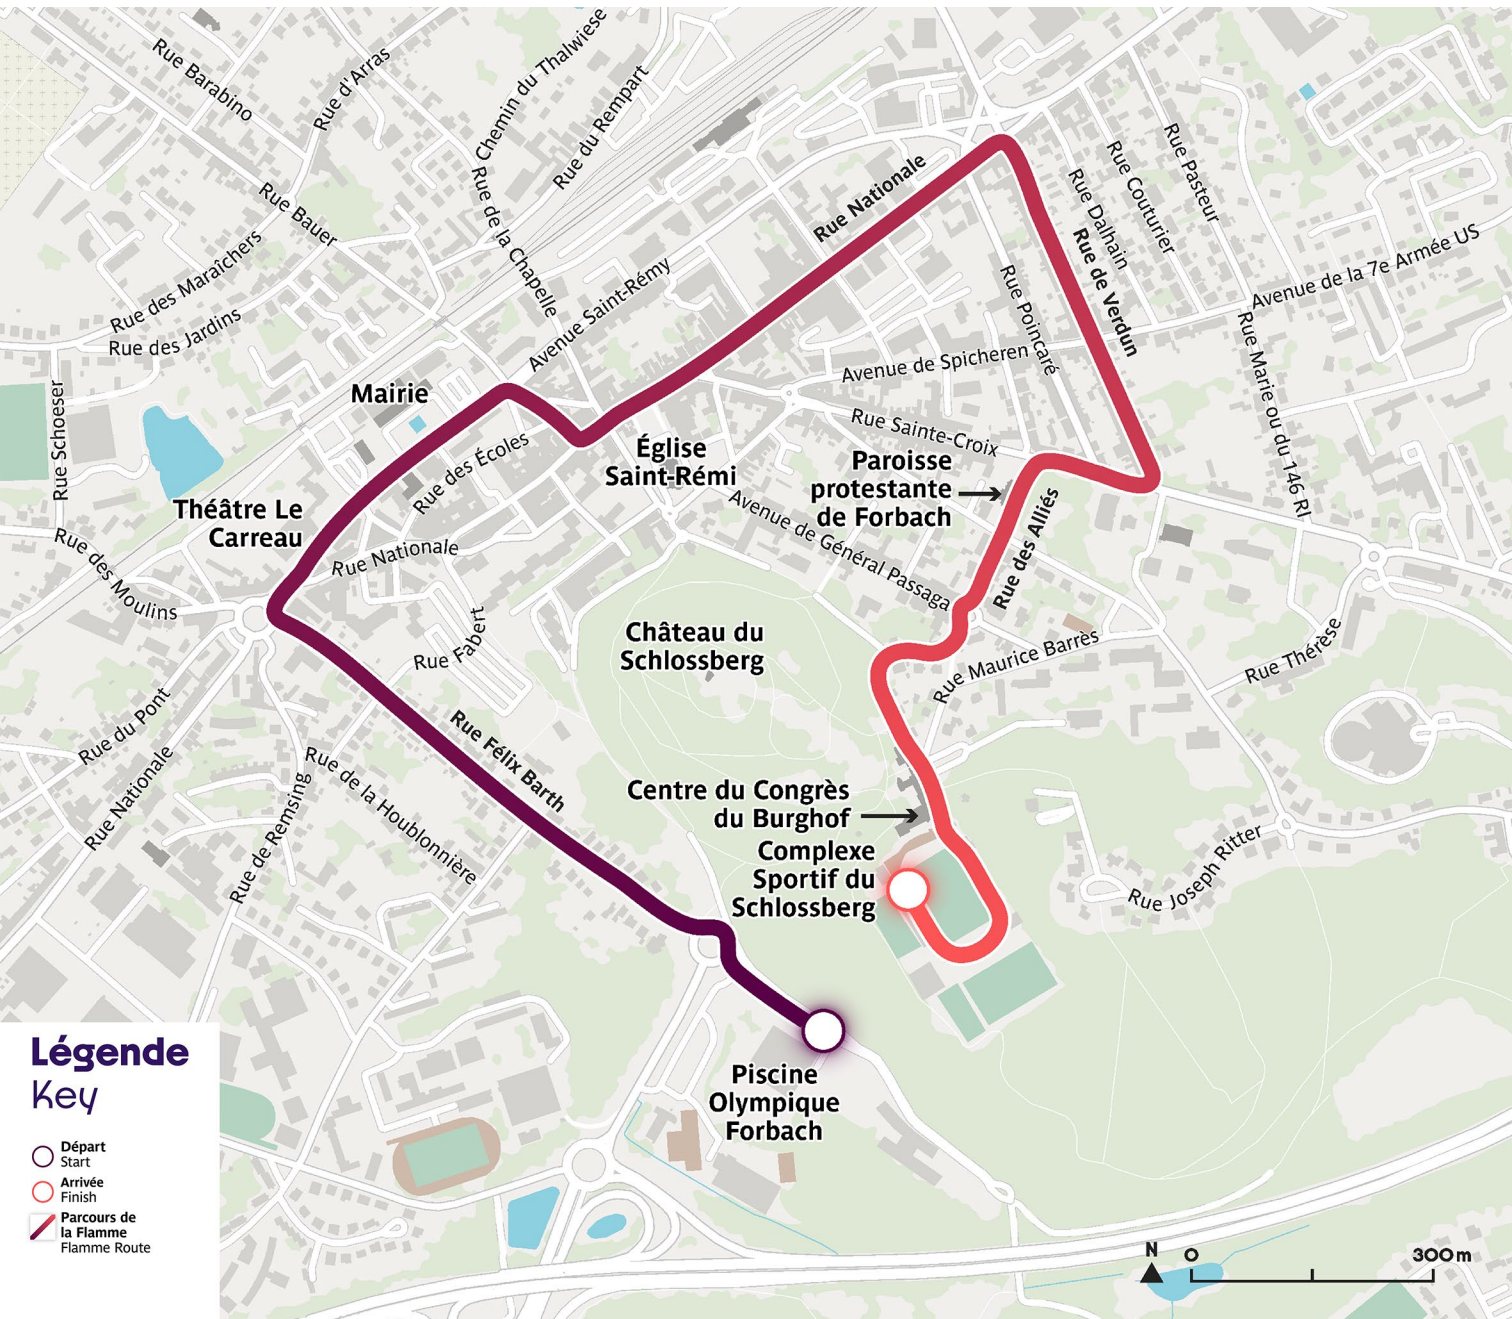 Rue Barabino
Rue d'Arras
Chemin du Thalwiese
Rue du Rempart
Rue Bauer
Rue de la Chapelle
Rue des Maraîchers
Rue des Jardins
Avenue Saint-Rémy
Rue Nationale
Rue Pasteur
Rue Couturier
Rue Dalhain
Rue de Verdun
Avenue de la 7e Armée US
Rue Poincaré
Rue Marie ou du 146 RI
Avenue de Spicheren
Rue Sainte-Croix
Mairie
Rue Schoeser
Rue des Écoles
Église
Saint-Rémi
Paroisse
protestante
de Forbach
Théâtre Le
Carreau
Avenue de Général Passaga
Rue des Alliés
Rue Nationale
Rue des Moulins
Rue Fabert
Château du
Schlossberg
Rue Maurice Barrès
Rue Thérèse
Rue du Pont
Rue Nationale
Rue Félix Barth
Rue de la Houblonnière
Rue de Remsing
Centre du Congrès
du Burghof
Complexe
Sportif du
Schlossberg
Rue Joseph Ritter
Piscine
Olympique
Forbach
Légende
Key
Départ
Start
Arrivée
Finish
Parcours de
la Flamme
Flamme Route
N
0
300m